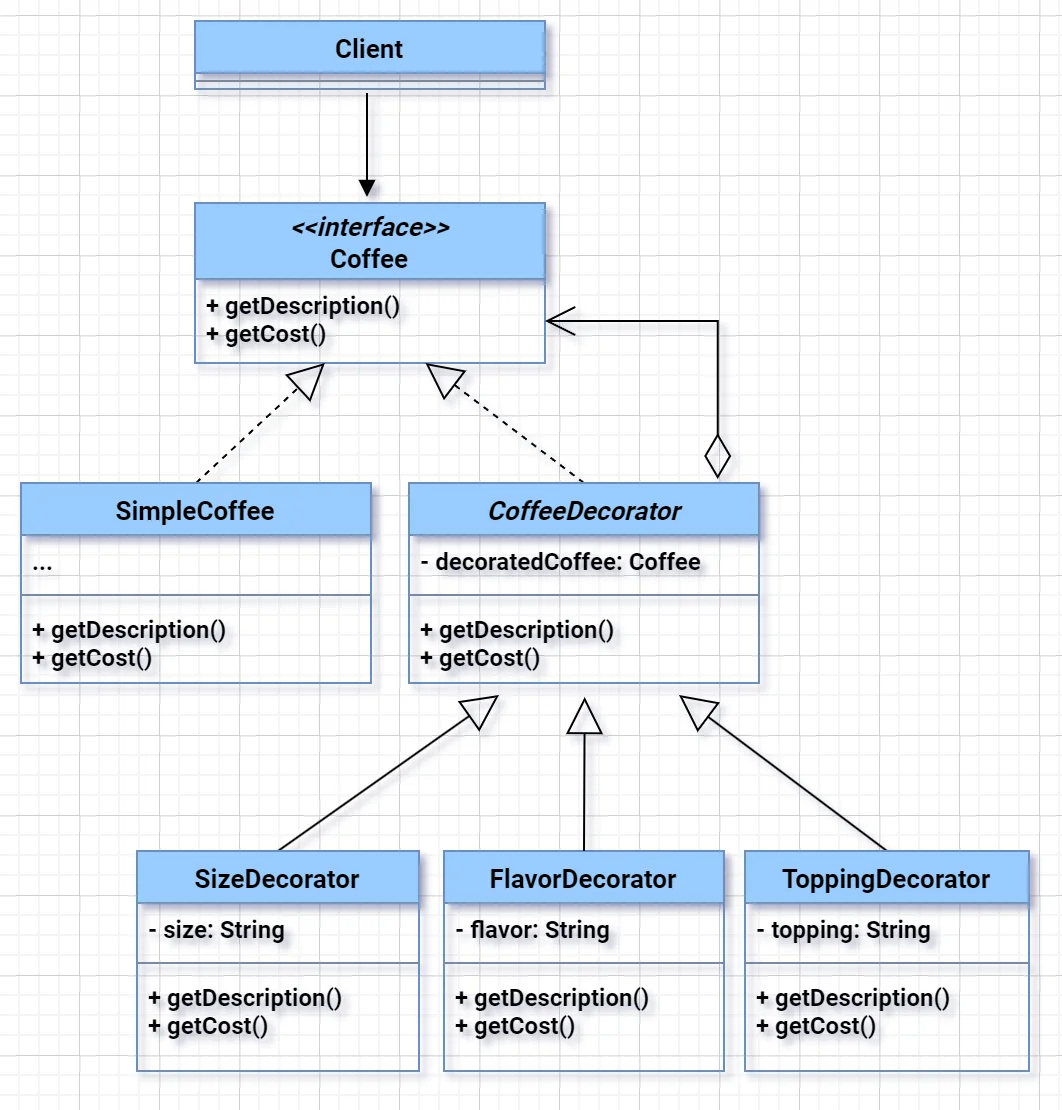 Client
<<interface>>
Coffee
+ getDescription()
+ getCost()
SimpleCoffee
...
+ getDescription()
+ getCost()
CoffeeDecorator
- decoratedCoffee: Coffee
+ getDescription()
+ getCost()
SizeDecorator
- size: String
+ getDescription()
+ getCost()
FlavorDecorator
- flavor: String
+ getDescription()
+ getCost()
ToppingDecorator
- topping: String
+ getDescription()
+ getCost()